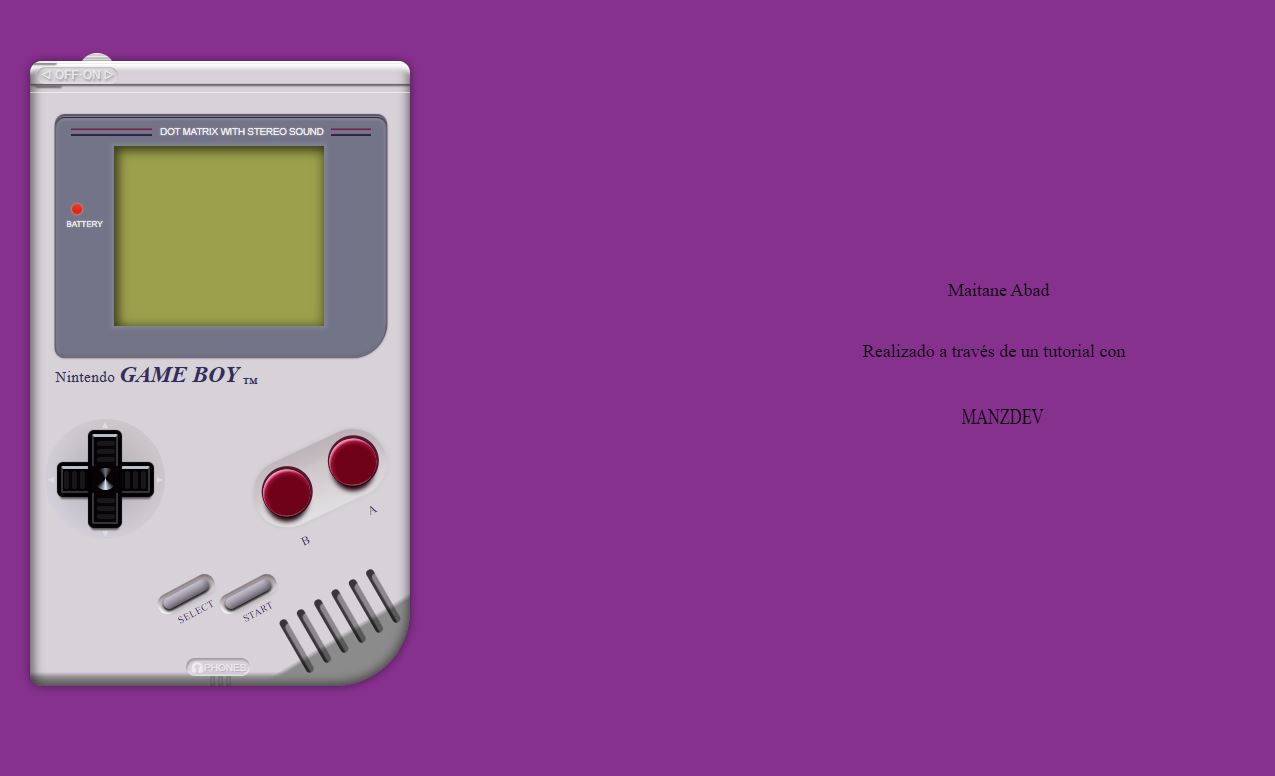 OFF·ON
DOT MATRIX WITH STEREO SOUND
BATTERY
Nintendo GAME BOY TM
A
B
SELECT
START
PHONES
Maitane Abad
Realizado a través de un tutorial con
MANZDEV